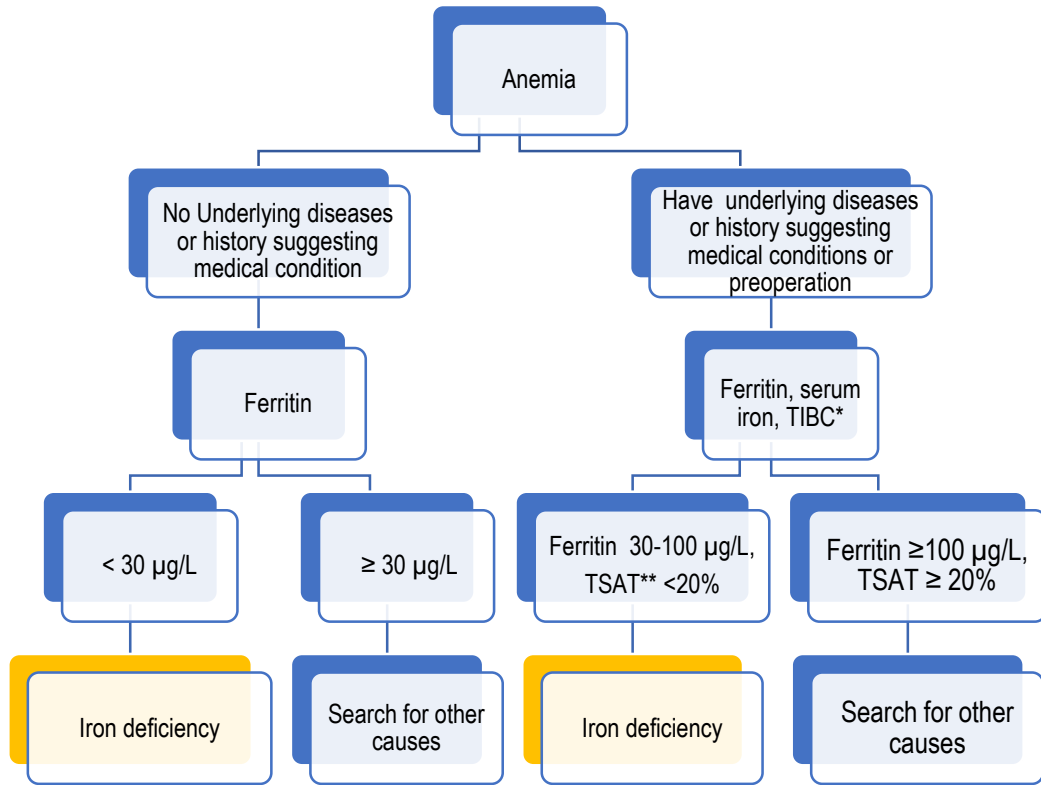 Anemia
No Underlying diseases
or history suggesting
medical condition
Have underlying diseases
or history suggesting
medical conditions or
preoperation
Ferritin
Ferritin, serum
iron, TIBC*
< 30 µg/L
≥ 30 µg/L
Ferritin 30-100 µg/L,
TSAT** <20%
Ferritin ≥100 µg/L,
TSAT ≥ 20%
Iron deficiency
Search for other
causes
Iron deficiency
Search for other
causes